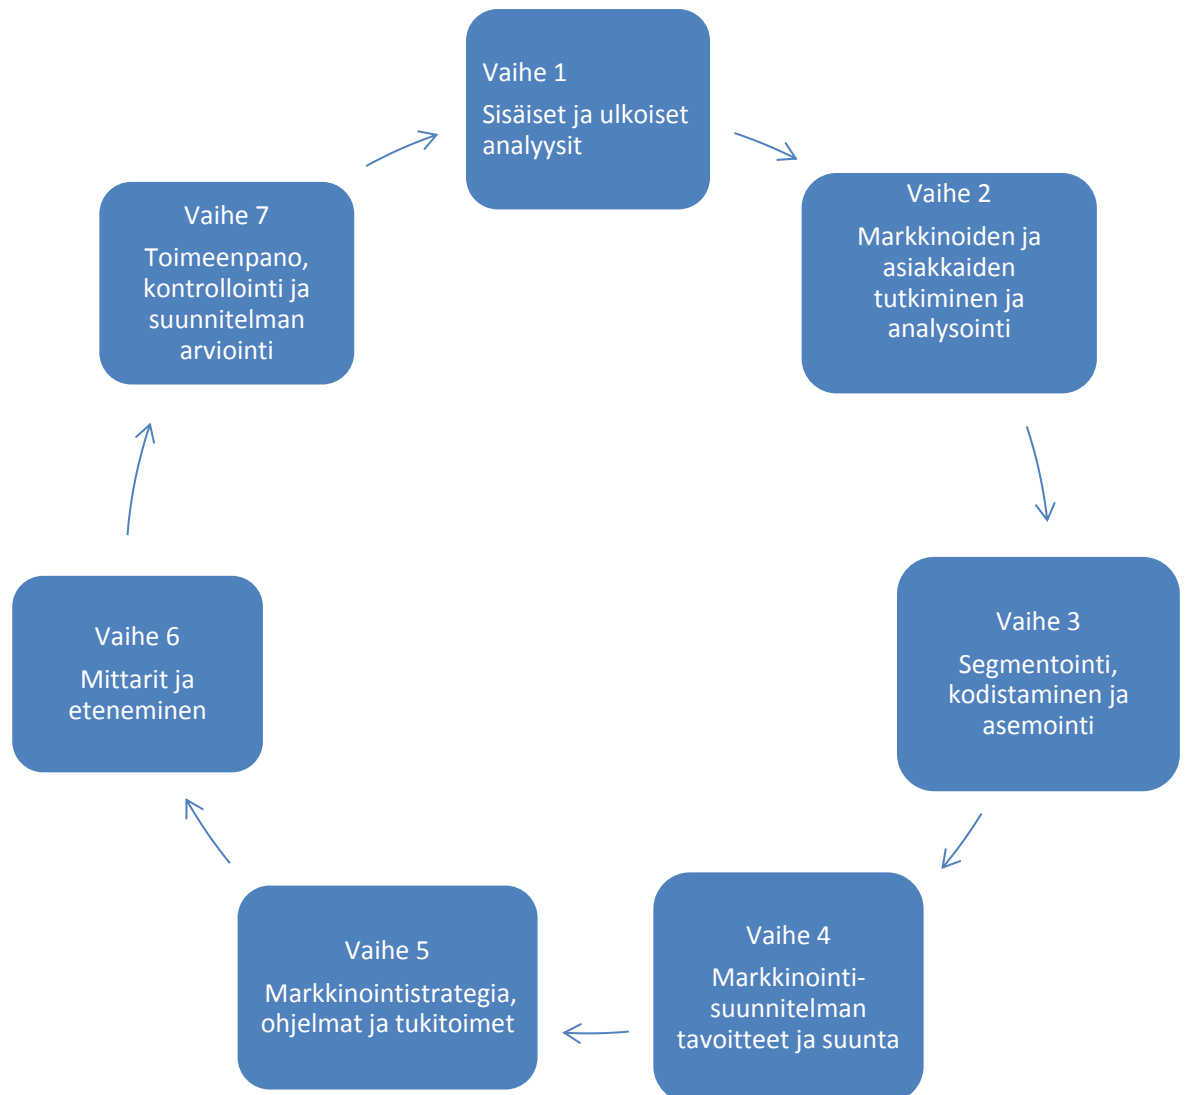 Vaihe 1
Sisäiset ja ulkoiset
analyysit
Vaihe 2
Markkinoiden ja
asiakkaiden
tutkiminen ja
analysointi
Vaihe 3
Segmentointi,
kodistaminen ja
asemointi
Vaihe 4
Markkinointi-
suunnitelman
tavoitteet ja suunta
Vaihe 5
Markkinointistrategia,
ohjelmat ja tukitoimet
Vaihe 6
Mittarit ja
eteneminen
Vaihe 7
Toimeenpano,
kontrollointi ja
suunnitelman
arviointi